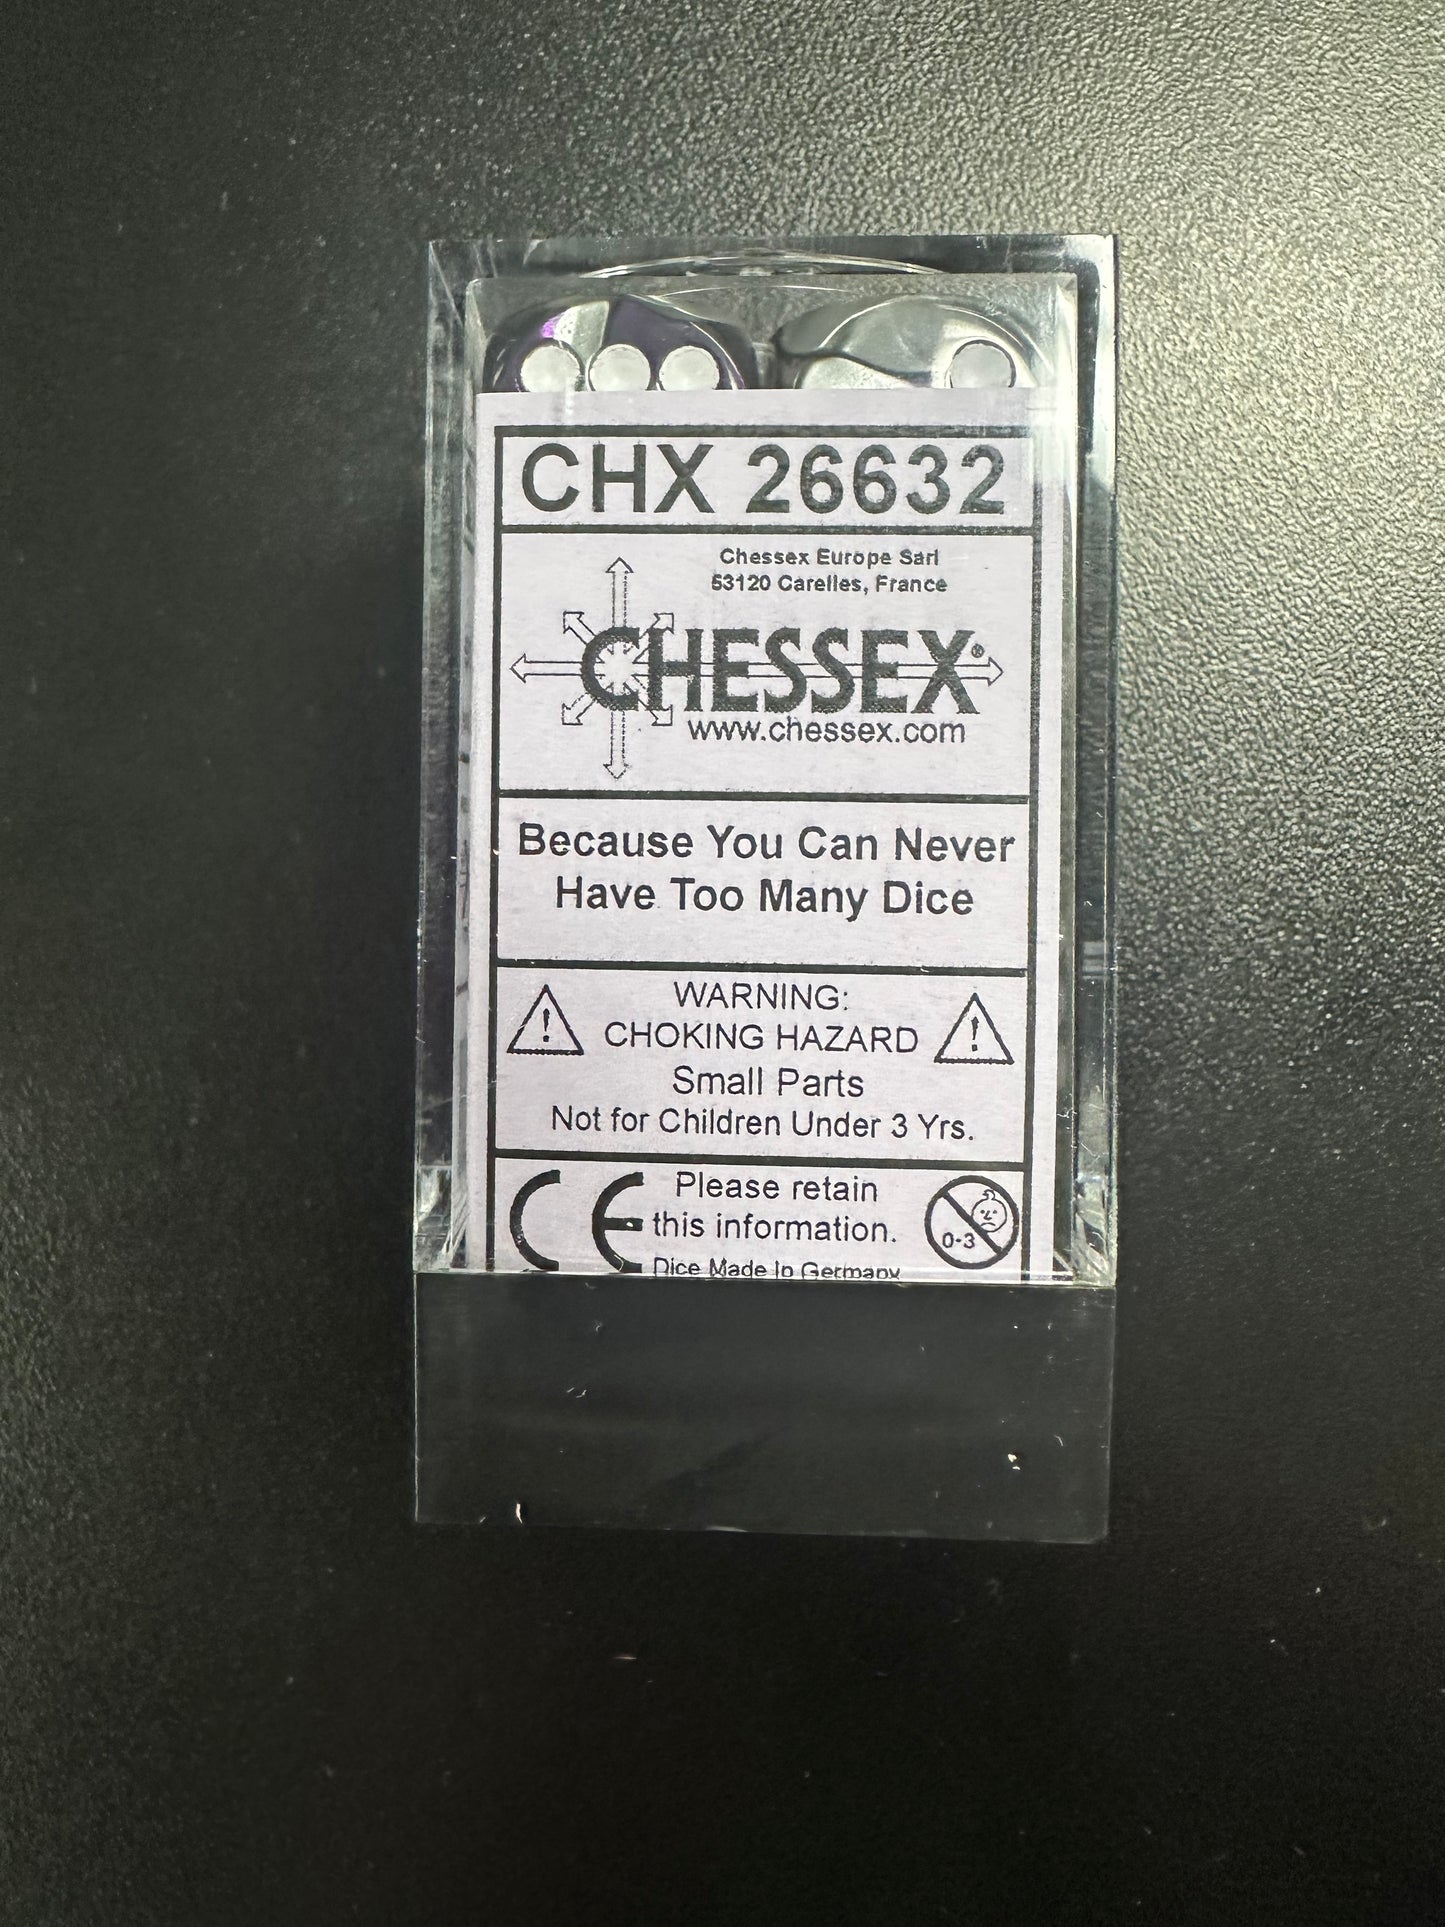 CHX 26632
Chessex Europe Sarl
53120 Carelles, France
CHESSEX®
www.chessex.com
Because You Can Never
Have Too Many Dice
WARNING:
CHOKING HAZARD
Small Parts
Not for Children Under 3 Yrs.
CE
Please retain
this information.
0-3
Dice Made In Germany